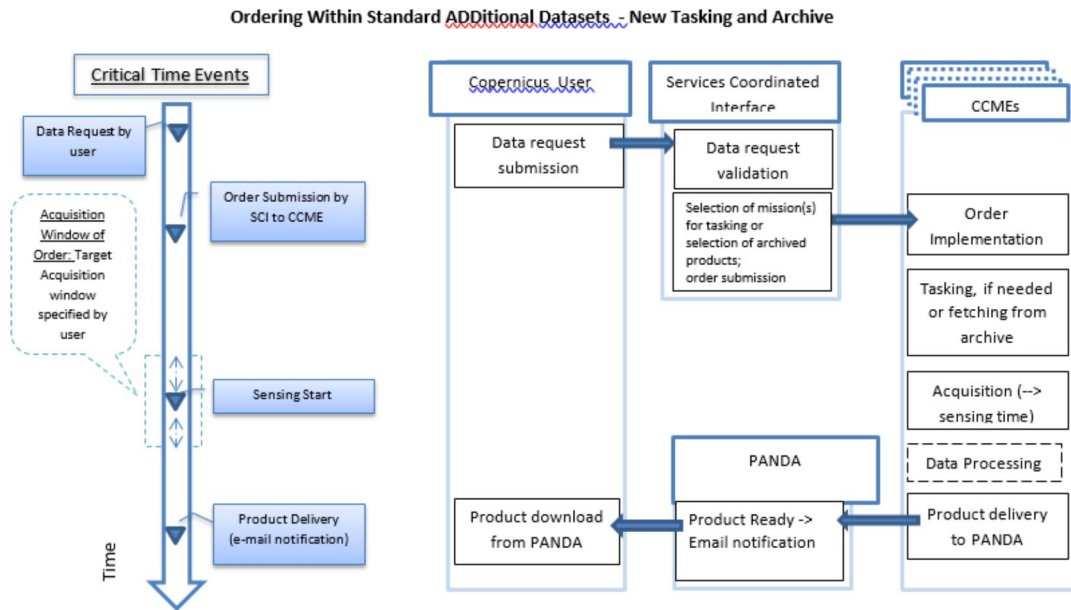 Ordering Within Standard ADDitional Datasets - New Tasking and Archive
Critical Time Events
Data Request by
user
Order Submission by
SCI to CCME
Acquisition
Window of
Order: Target
Acquisition
window
specified by
user
Sensing Start
Product Delivery
(e-mail notification)
Time
Copernicus User
Data request
submission
Product download
from PANDA
Services Coordinated
Interface
Data request
validation
Selection of mission(s)
for tasking or
selection of archived
products;
order submission
PANDA
Product Ready ->
Email notification
CCMEs
Order
Implementation
Tasking, if needed
or fetching from
archive
Acquisition (-->
sensing time)
Data Processing
Product delivery
to PANDA